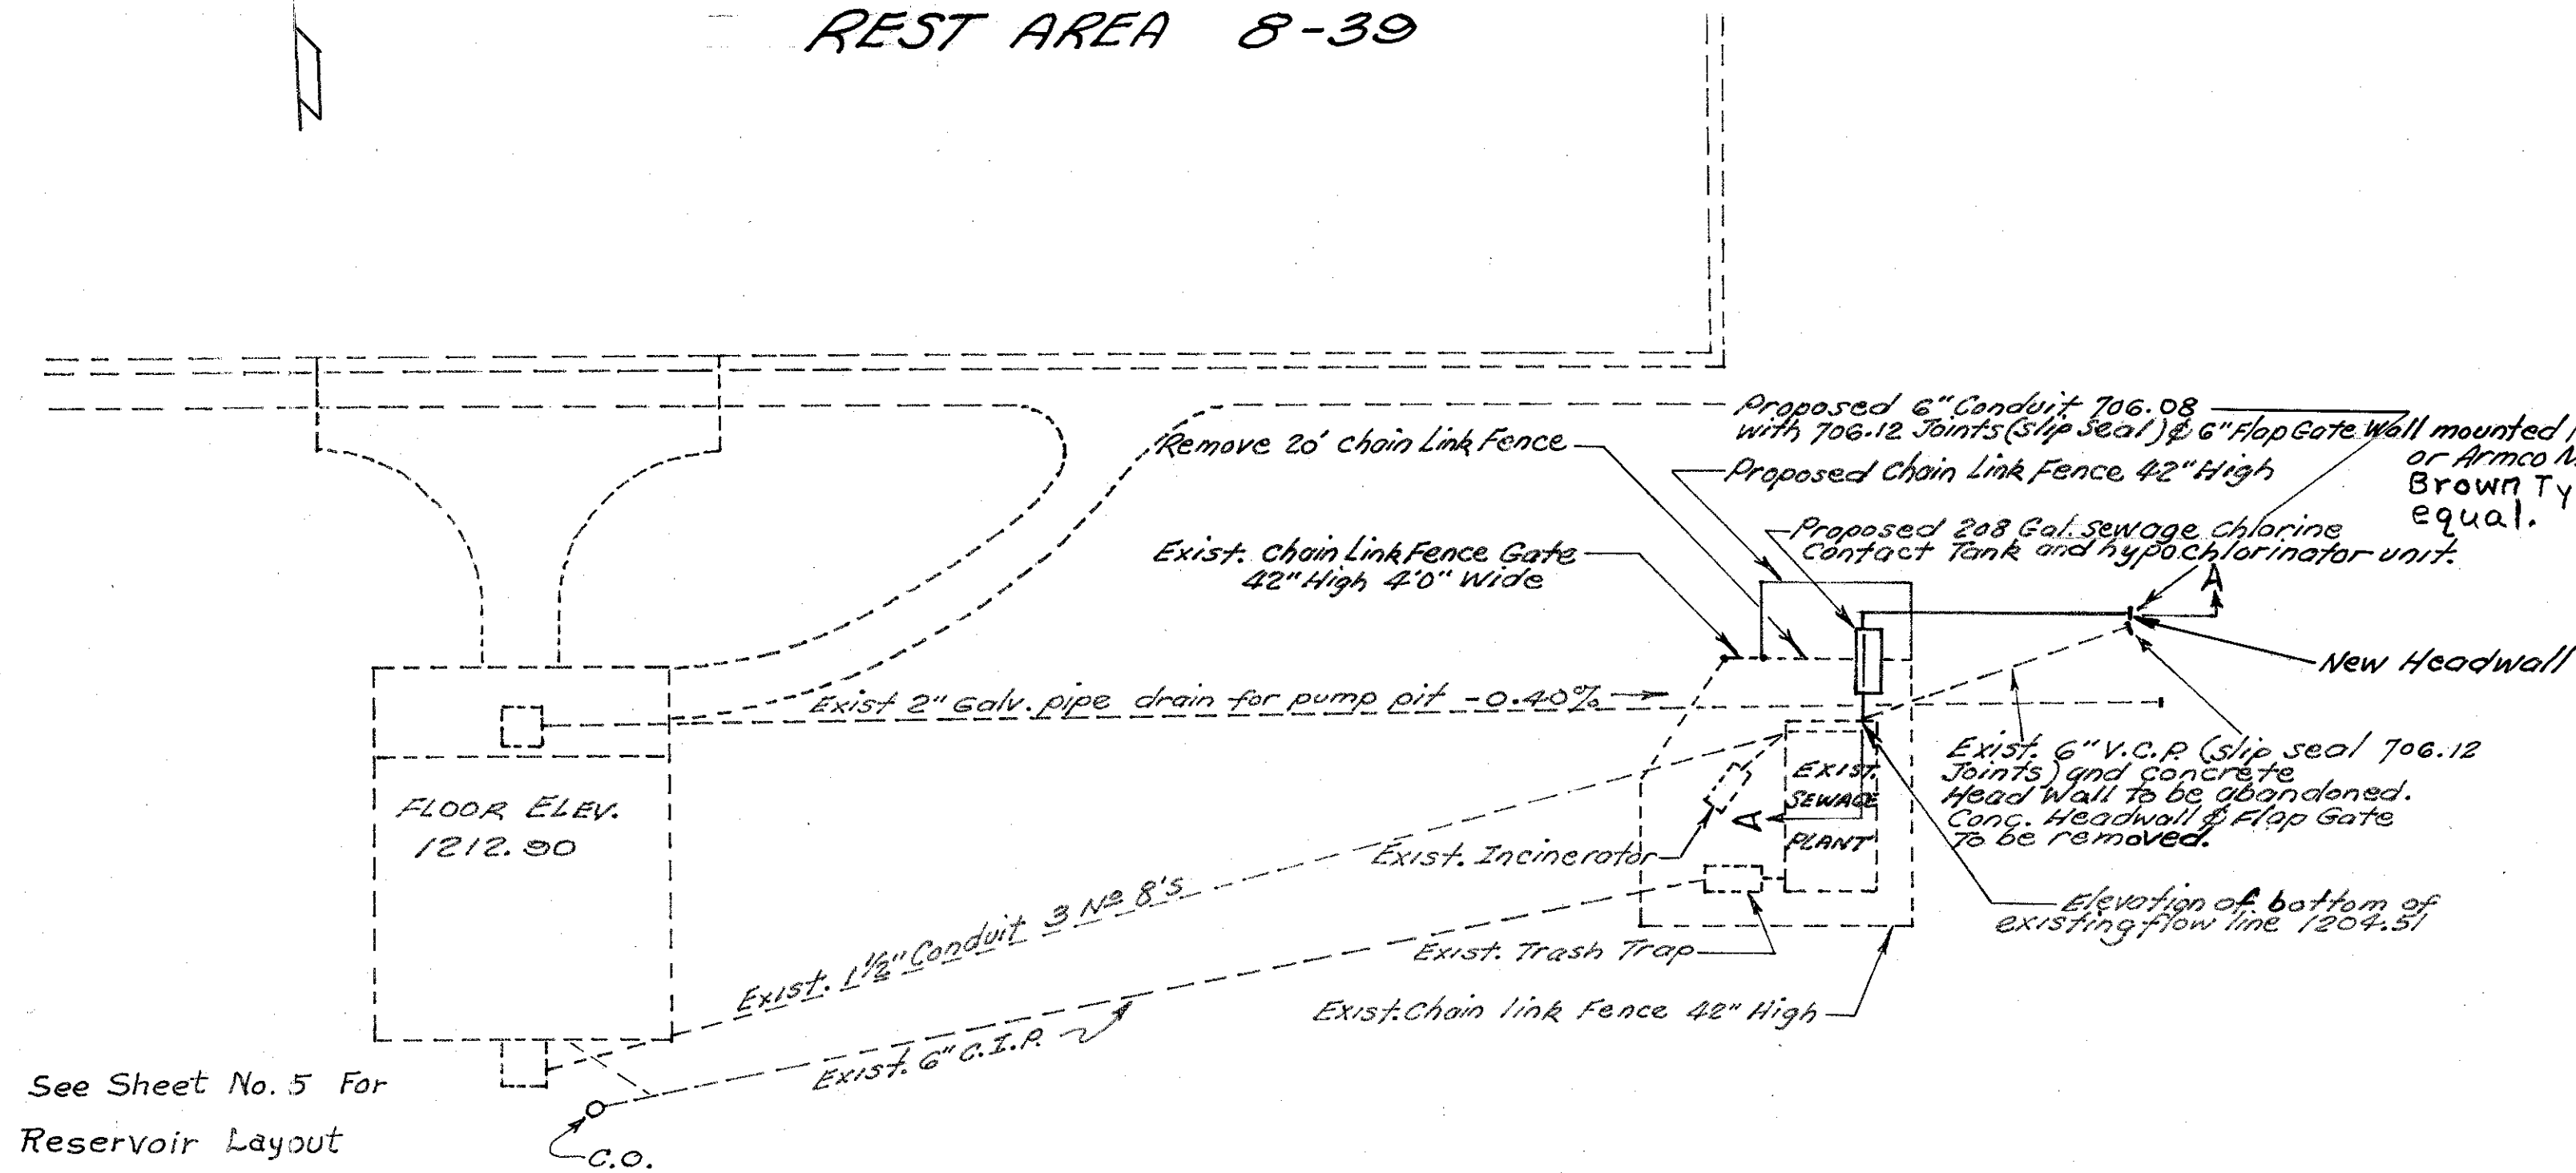 REST AREA 8-39
Proposed 6" Conduit 706.08
with 706.12 Joints (slip seal) & 6" Flap Gate Wall mounted
or Armco
Brown
equal.
Remove 20' chain Link Fence
Proposed Chain Link Fence 42" High
Exist. Chain Link Fence Gate
42" High 4'0" Wide
Proposed 208 Gal. sewage chlorine
Contact Tank and hypochlorinator unit.
A
New Headwall
Exist 2" Galv. pipe drain for pump pit -0.40%
FLOOR ELEV.
1212.90
EXIST.
SEWAGE
PLANT
A
Exist. 6" V.C.P. (slip seal 706.12
Joints) and concrete
Head Wall to be abandoned.
Conc. Headwall & Flap Gate
To be removed.
Exist. Incinerator
Elevation of bottom of
existing flow line 1204.51
Exist. 1 1/2" Conduit 3 Nº 8's
Exist. Trash Trap
Exist. Chain link Fence 42" High
Exist. 6" C.I.P.
See Sheet No. 5 For
Reservoir Layout
C.O.